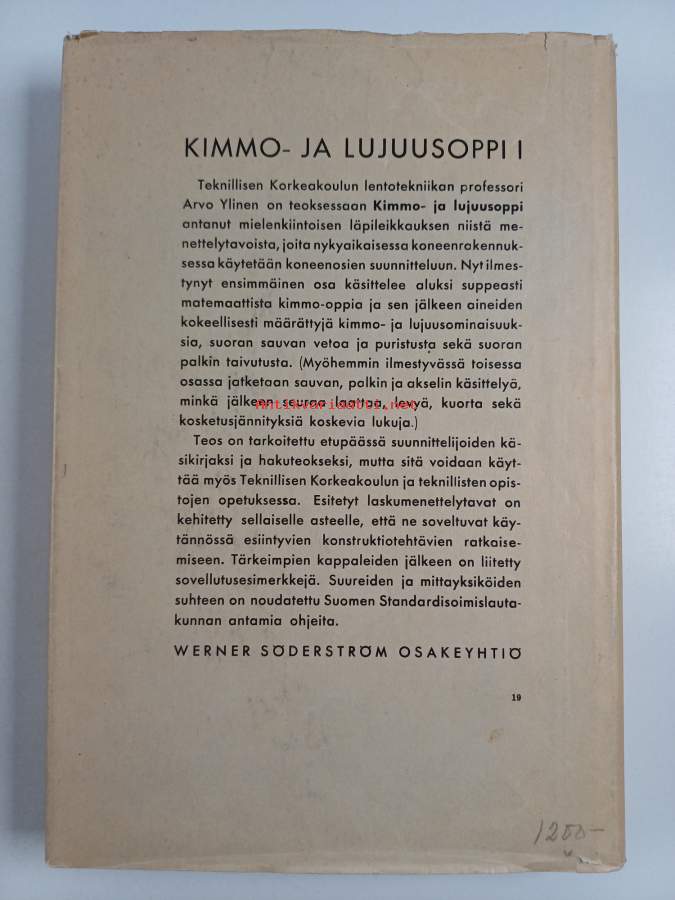 KIMMO- JA LUJUUSOPPI I
Teknillisen Korkeakoulun lentotekniikan professori
Arvo Ylinen on teoksessaan Kimmo- ja lujuusoppi
antanut mielenkiintoisen läpileikkauksen niistä me-
nettelytavoista, joita nykyaikaisessa koneenrakennuk-
sessa käytetään koneenosien suunnitteluun. Nyt ilmes-
tynyt ensimmäinen osa käsittelee aluksi suppeasti
matemaattista kimmo-oppia ja sen jälkeen aineiden
kokeellisesti määrättyjä kimmo- ja lujuusominaisuuk-
sia, suoran sauvan vetoa ja puristusta sekä suoran
palkin taivutusta. (Myöhemmin ilmestyvässä toisessa
osassa jatketaan sauvan, palkin ja akselin käsittelyä,
minkä jälkeen seuraa laattaa, levyä, kuorta sekä
Antikvariaatti.net
kosketusjännityksiä koskevia lukuja.)
Teos on tarkoitettu etupäässä suunnittelijoiden kä-
sikirjaksi ja hakuteokseksi, mutta sitä voidaan käyt-
tää myös Teknillisen Korkeakoulun ja teknillisten opis-
tojen opetuksessa. Esitetyt laskumenettelytavat on
kehitetty sellaiselle asteelle, että ne soveltuvat käy-
tännössä esiintyvien konstruktiotehtävien ratkaise-
miseen. Tärkeimpien kappaleiden jälkeen on liitetty
sovellutusesimerkkejä. Suureiden ja mittayksiköiden
suhteen on noudatettu Suomen Standardisoimislauta-
kunnan antamia ohjeita.
WERNER SÖDERSTRÖM OSAKEYHTIÖ
19
1200-